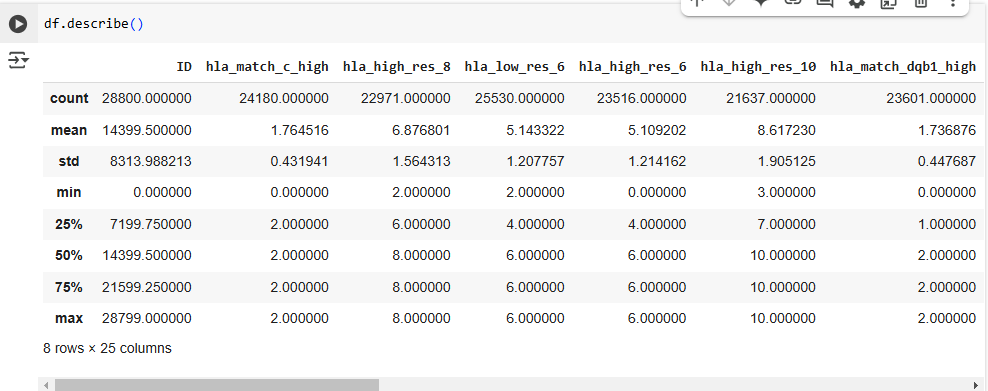 df.describe()
ID hla_match_c_high hla_high_res_8 hla_low_res_6 hla_high_res_6 hla_high_res_10 hla_match_dqb1_high
count 28800.000000 24180.000000 22971.000000 25530.000000 23516.000000 21637.000000 23601.000000
mean 14399.500000 1.764516 6.876801 5.143322 5.109202 8.617230 1.736876
std 8313.988213 0.431941 1.564313 1.207757 1.214162 1.905125 0.447687
min 0.000000 0.000000 2.000000 2.000000 0.000000 3.000000 0.000000
25% 7199.750000 2.000000 6.000000 4.000000 4.000000 7.000000 1.000000
50% 14399.500000 2.000000 8.000000 6.000000 6.000000 10.000000 2.000000
75% 21599.250000 2.000000 8.000000 6.000000 6.000000 10.000000 2.000000
max 28799.000000 2.000000 8.000000 6.000000 6.000000 10.000000 2.000000
8 rows × 25 columns